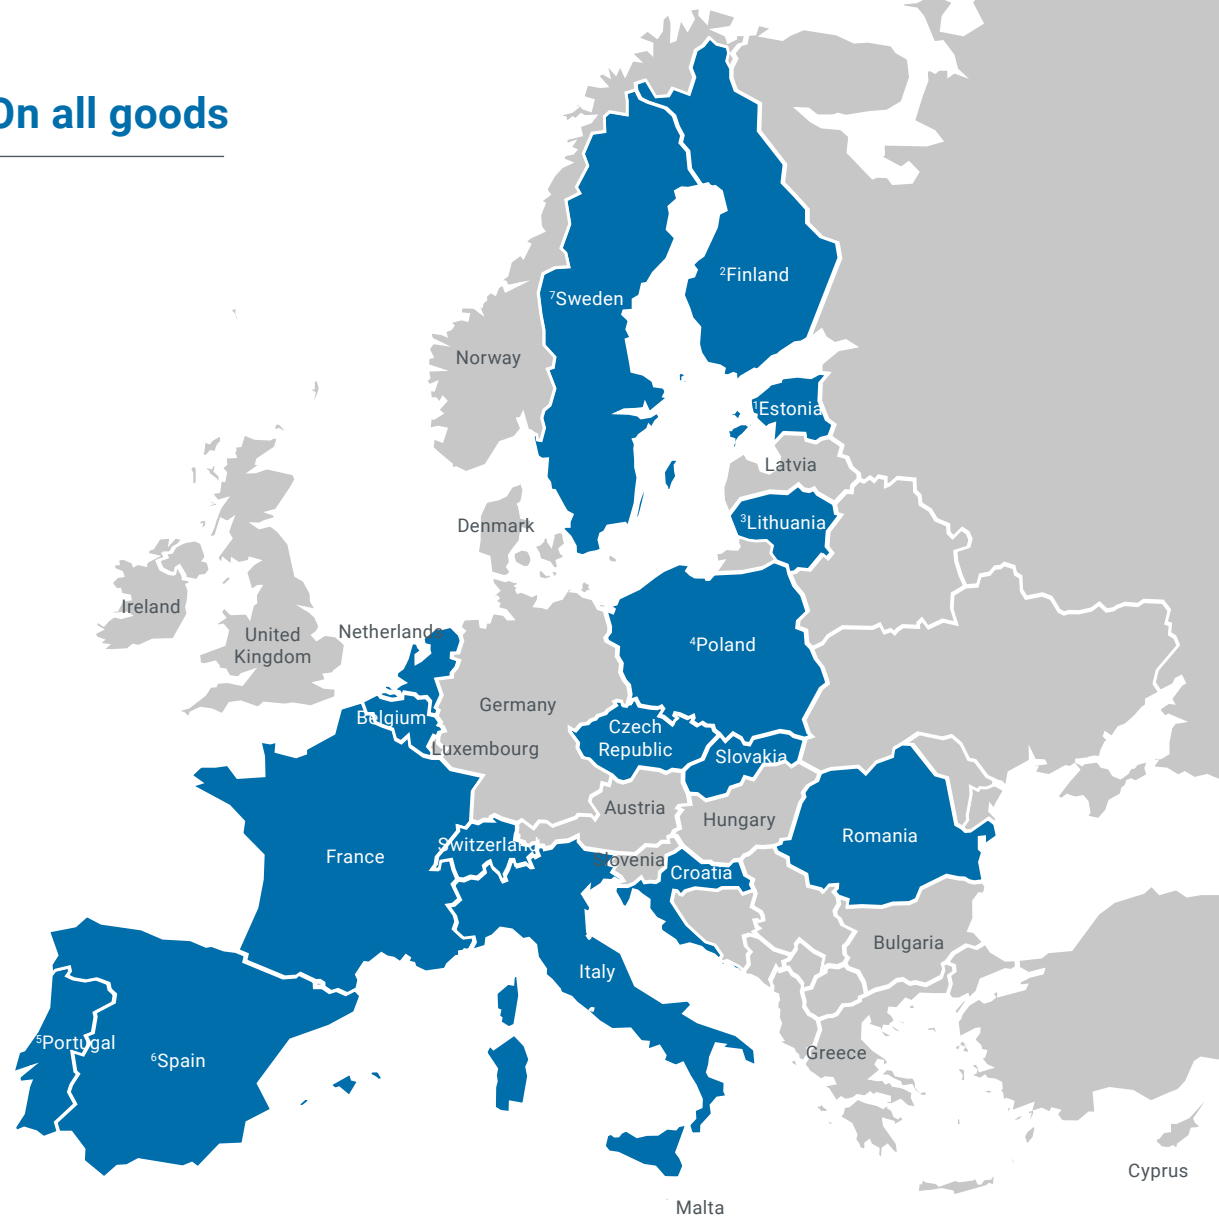 On all goods
²Finland
⁷Sweden
Norway
¹Estonia
Latvia
³Lithuania
Denmark
Ireland
United
Kingdom
Netherlands
⁴Poland
Germany
Belgium
Czech
Republic
Luxembourg
Slovakia
Austria
Hungary
Romania
Switzerland
France
Slovenia
Croatia
Bulgaria
Italy
⁵Portugal
⁶Spain
Greece
Cyprus
Malta